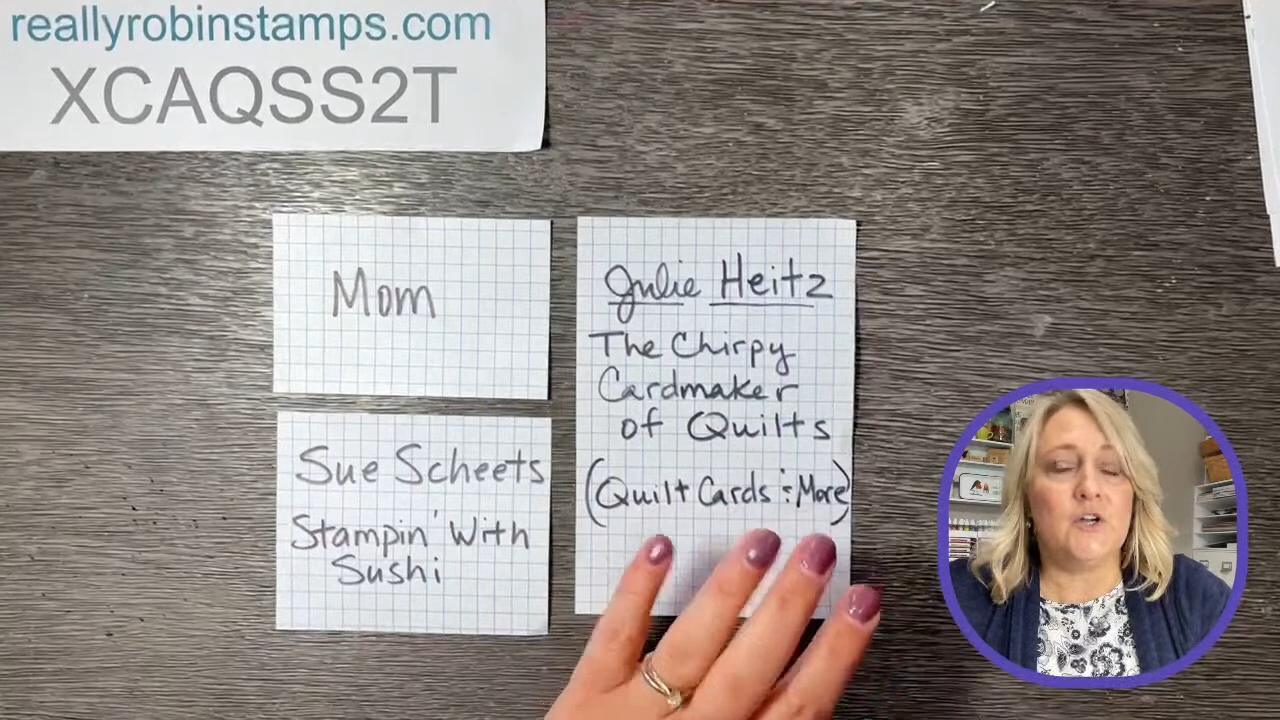 reallyrobinstamps.com
XCAQSS2T
Mom
Sue Scheets
Stampin' With
Sushi
Julie Heitz
The Chirpy
Cardmaker
of Quilts
(Quilt Cards & More)